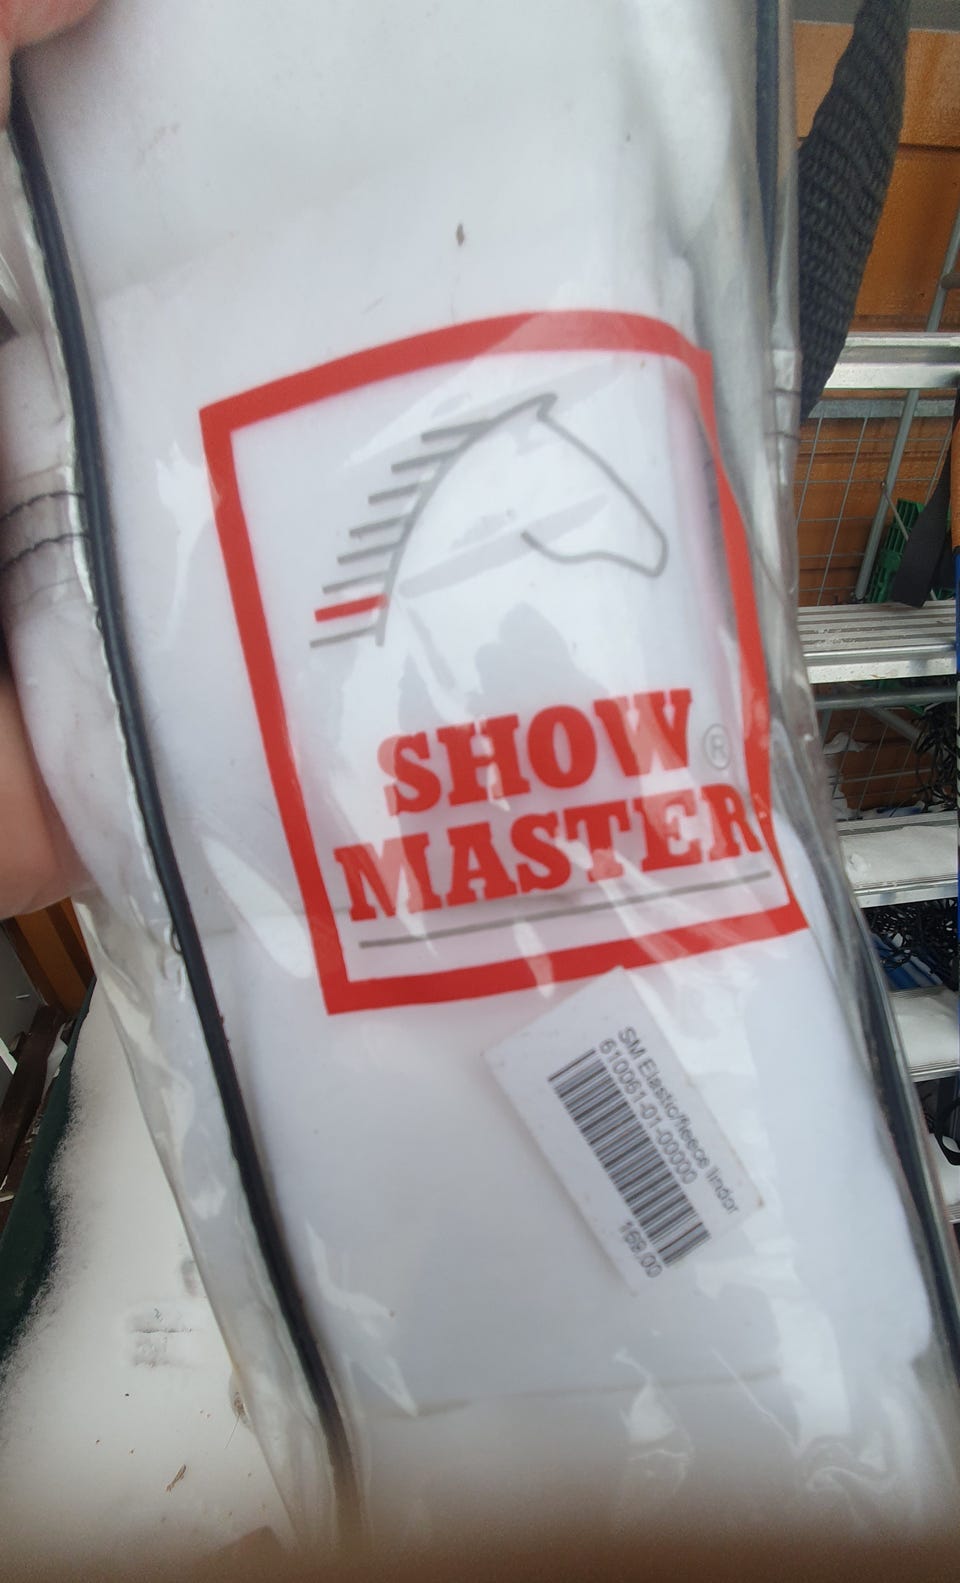 SHOW
MASTER®
SM Elastic/fleece lindor
610061-01-00000
169,00